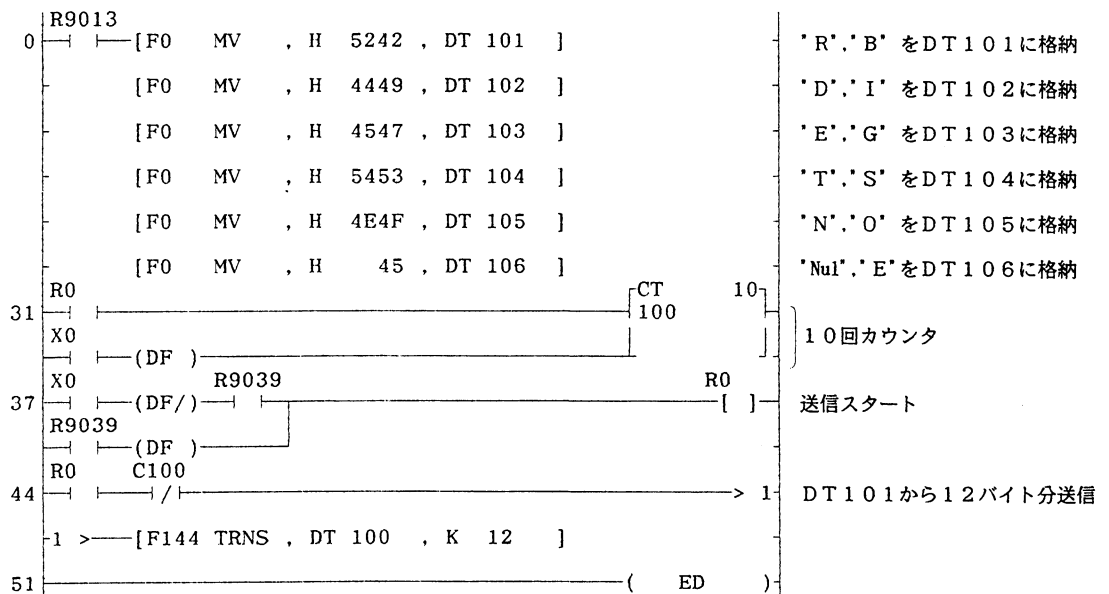 R9013
0 [F0 MV , H 5242 , DT 101 ] "R","B" をDT101に格納
[F0 MV , H 4449 , DT 102 ] "D","I" をDT102に格納
[F0 MV , H 4547 , DT 103 ] "E","G" をDT103に格納
[F0 MV , H 5453 , DT 104 ] "T","S" をDT104に格納
[F0 MV , H 4E4F , DT 105 ] "N","O" をDT105に格納
[F0 MV , H 45 , DT 106 ] "Nul","E"をDT106に格納
R0 CT 10
31 100
X0 10回カウンタ
(DF )
X0 R9039 R0
37 (DF/) [ ] 送信スタート
R9039
(DF )
R0 C100
44 / > 1 DT101から12バイト分送信
1 > [F144 TRNS , DT 100 , K 12 ]
51 ( ED )